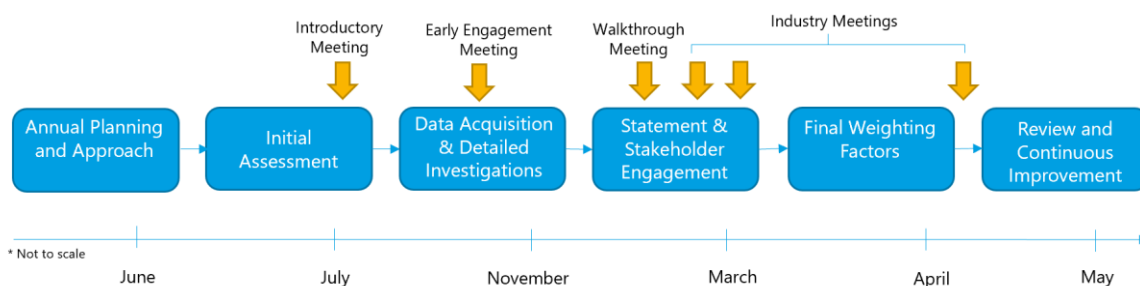 Introductory
Meeting
Early Engagement
Meeting
Walkthrough
Meeting
Industry Meetings
Annual Planning
and Approach
Initial
Assessment
Data Acquisition
& Detailed
Investigations
Statement &
Stakeholder
Engagement
Final Weighting
Factors
Review and
Continuous
Improvement
* Not to scale
June
July
November
March
April
May